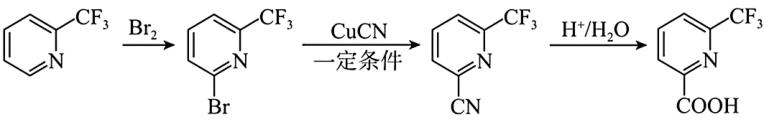 CF₃ N
Br₂
CF₃ N Br
CuCN
一定条件
CF₃ N CN
H⁺/H₂O
CF₃ N COOH